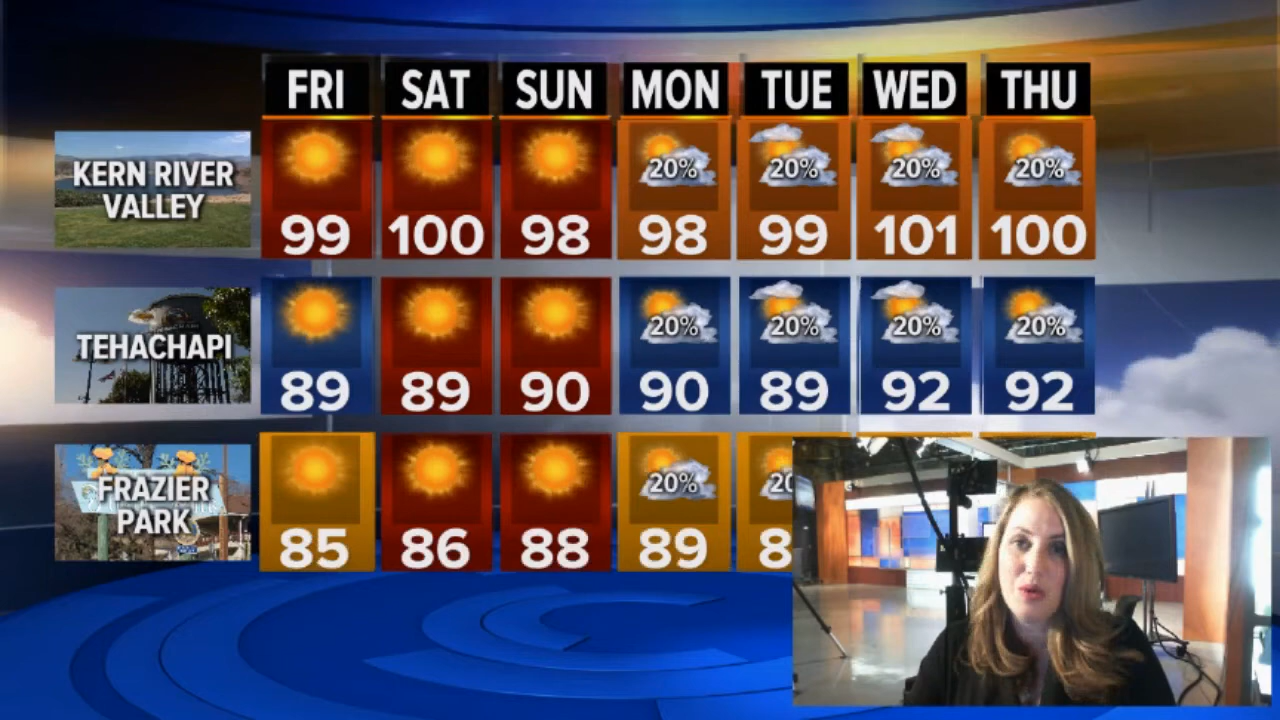 FRI SAT SUN MON TUE WED THU
KERN RIVER
VALLEY
20% 20% 20% 20%
99 100 98 98 99 101 100
TEHACHAPI
20% 20% 20% 20%
89 89 90 90 89 92 92
FRAZIER
PARK
20% 20
85 86 88 89 8